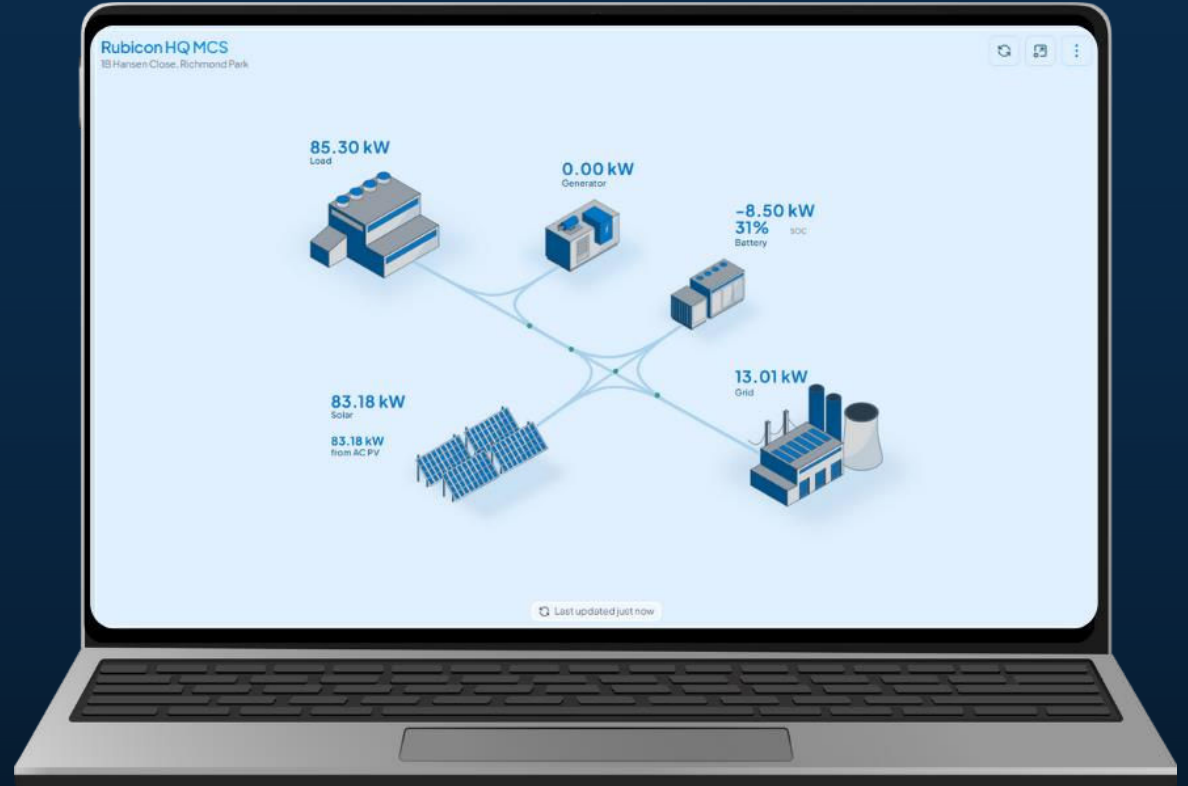 Rubicon HQ MCS
1B Hansen Close, Richmond Park
85.30 kW
Load
0.00 kW
Generator
-8.50 kW
31% SOC
Battery
13.01 kW
Grid
83.18 kW
Solar
83.18 kW
from AC PV
Last updated just now